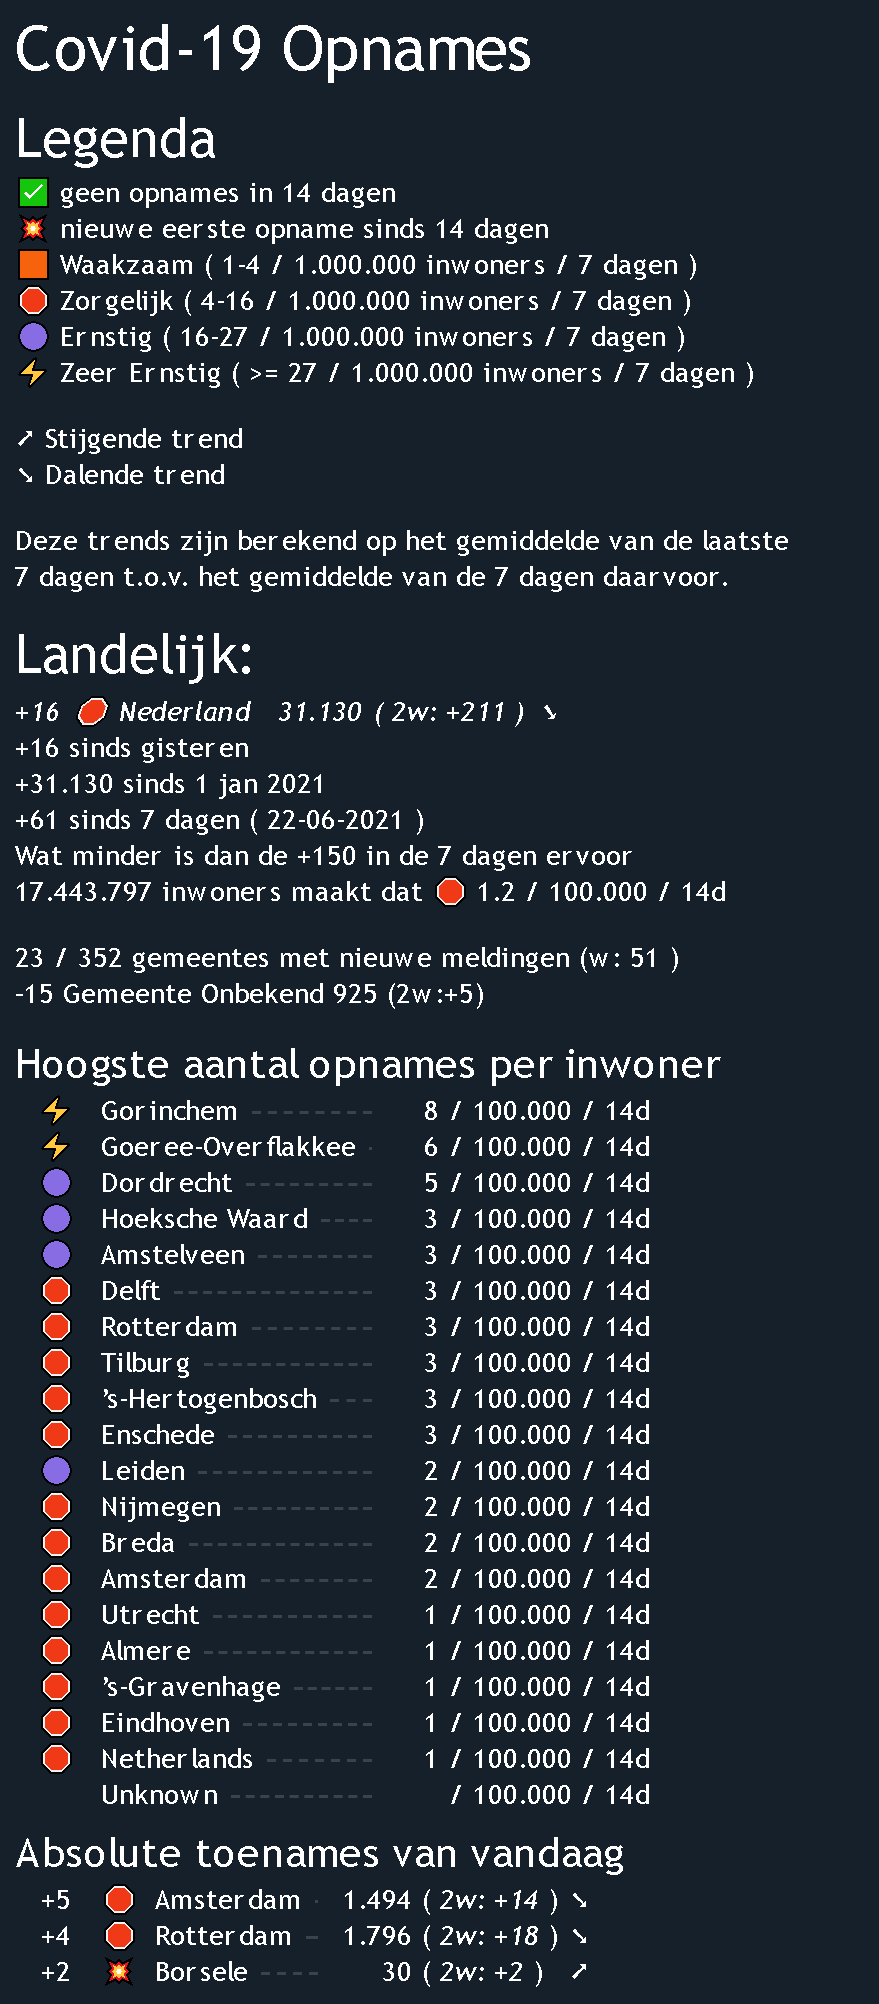 Covid-19 Opnames
Legenda
✅ geen opnames in 14 dagen
💥 nieuwe eerste opname sinds 14 dagen
🟧 Waakzaam ( 1-4 / 1.000.000 inwoners / 7 dagen )
🛑 Zorgelijk ( 4-16 / 1.000.000 inwoners / 7 dagen )
🟣 Ernstig ( 16-27 / 1.000.000 inwoners / 7 dagen )
⚡ Zeer Ernstig ( >= 27 / 1.000.000 inwoners / 7 dagen )
➚ Stijgende trend
➘ Dalende trend
Deze trends zijn berekend op het gemiddelde van de laatste
7 dagen t.o.v. het gemiddelde van de 7 dagen daarvoor.
Landelijk:
+16 🛑 Nederland 31.130 ( 2w: +211 ) ➘
+16 sinds gisteren
+31.130 sinds 1 jan 2021
+61 sinds 7 dagen ( 22-06-2021 )
Wat minder is dan de +150 in de 7 dagen ervoor
17.443.797 inwoners maakt dat 🛑 1.2 / 100.000 / 14d
23 / 352 gemeentes met nieuwe meldingen (w: 51 )
-15 Gemeente Onbekend 925 (2w:+5)
Hoogste aantal opnames per inwoner
⚡ Gorinchem -------- 8 / 100.000 / 14d
⚡ Goeree-Overflakkee · 6 / 100.000 / 14d
🟣 Dordrecht --------- 5 / 100.000 / 14d
🟣 Hoeksche Waard ---- 3 / 100.000 / 14d
🟣 Amstelveen -------- 3 / 100.000 / 14d
🛑 Delft -------------- 3 / 100.000 / 14d
🛑 Rotterdam -------- 3 / 100.000 / 14d
🛑 Tilburg ------------ 3 / 100.000 / 14d
🛑 's-Hertogenbosch --- 3 / 100.000 / 14d
🛑 Enschede ---------- 3 / 100.000 / 14d
🟣 Leiden ------------ 2 / 100.000 / 14d
🛑 Nijmegen ---------- 2 / 100.000 / 14d
🛑 Breda ------------- 2 / 100.000 / 14d
🛑 Amsterdam -------- 2 / 100.000 / 14d
🛑 Utrecht ----------- 1 / 100.000 / 14d
🛑 Almere ------------ 1 / 100.000 / 14d
🛑 's-Gravenhage ------ 1 / 100.000 / 14d
🛑 Eindhoven --------- 1 / 100.000 / 14d
🛑 Netherlands ------- 1 / 100.000 / 14d
Unknown ---------- / 100.000 / 14d
Absolute toenames van vandaag
+5 🛑 Amsterdam · 1.494 ( 2w: +14 ) ➘
+4 🛑 Rotterdam - 1.796 ( 2w: +18 ) ➘
+2 💥 Borsele ---- 30 ( 2w: +2 ) ➚